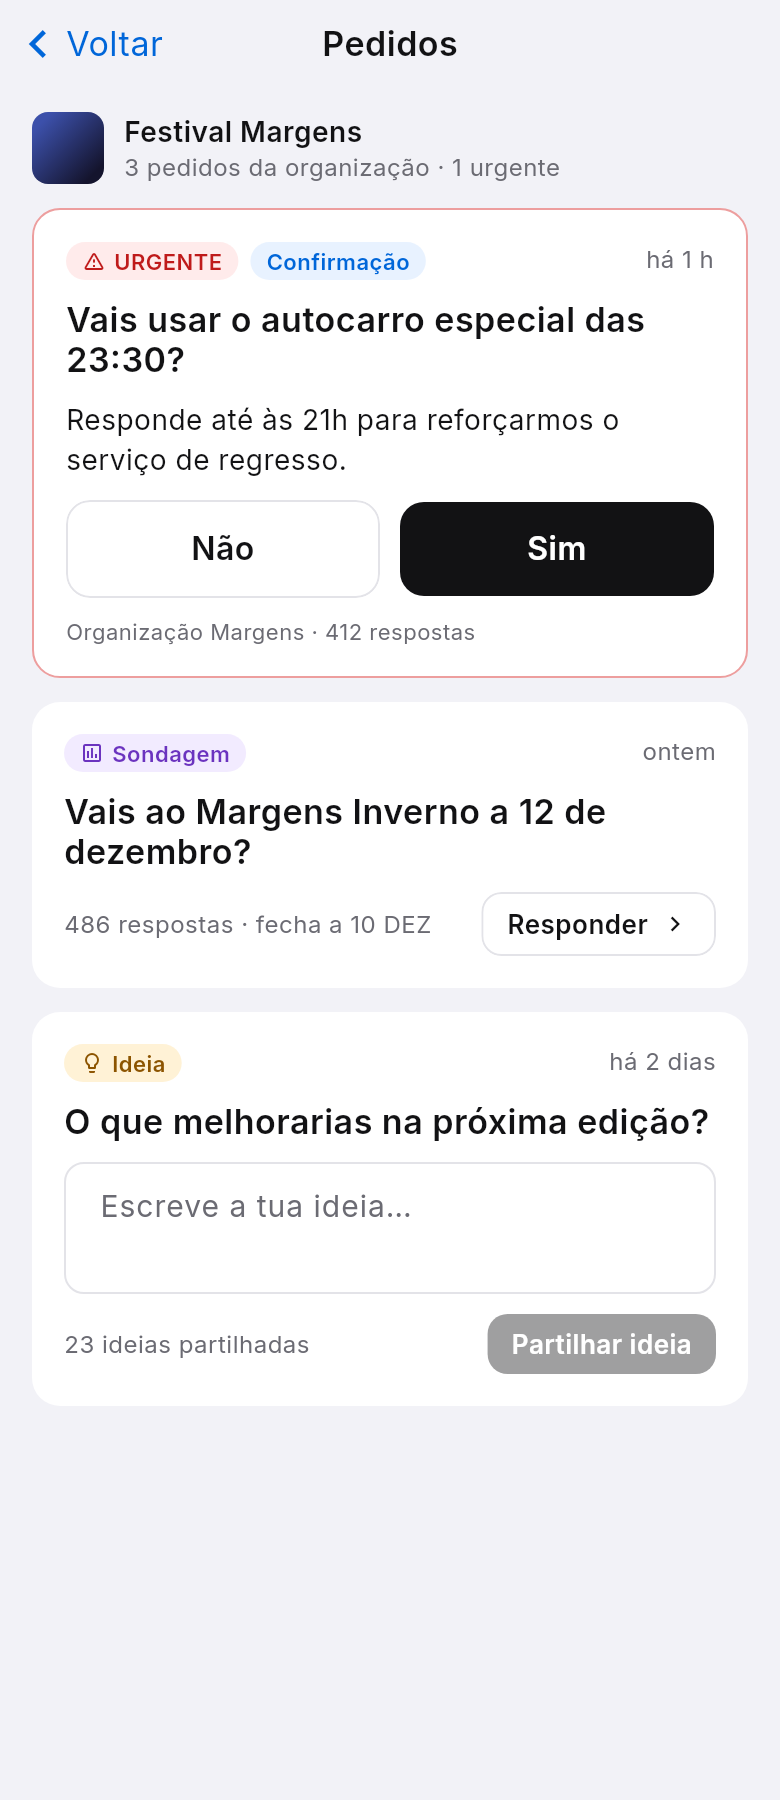 Voltar
Pedidos
Festival Margens
3 pedidos da organização · 1 urgente
URGENTE
Confirmação
há 1 h
Vais usar o autocarro especial das
23:30?
Responde até às 21h para reforçarmos o
serviço de regresso.
Não
Sim
Organização Margens · 412 respostas
Sondagem
ontem
Vais ao Margens Inverno a 12 de
dezembro?
486 respostas · fecha a 10 DEZ
Responder
Ideia
há 2 dias
O que melhorarias na próxima edição?
Escreve a tua ideia...
23 ideias partilhadas
Partilhar ideia